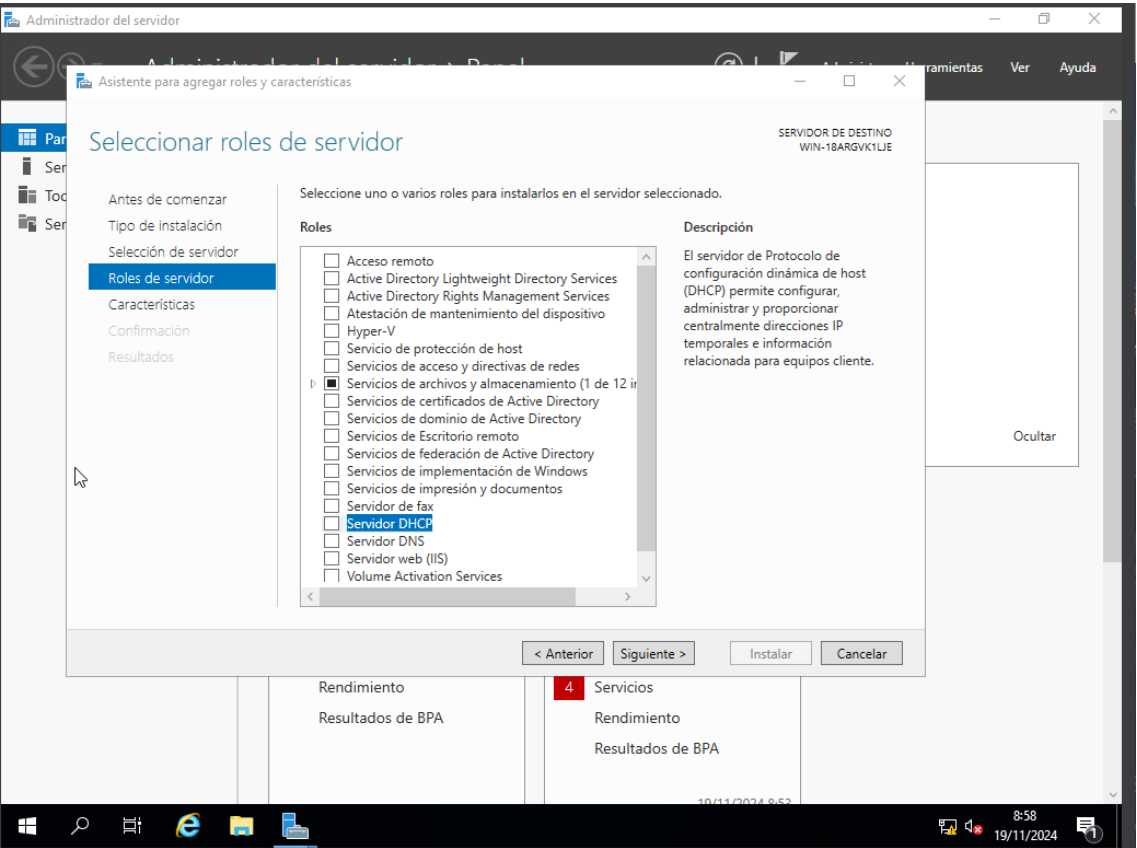 Administrador del servidor
Ver
Ayuda
Asistente para agregar roles y características
Seleccionar roles de servidor
SERVIDOR DE DESTINO
WIN-18ARGVK1LJE
Antes de comenzar
Tipo de instalación
Selección de servidor
Roles de servidor
Características
Confirmación
Resultados
Seleccione uno o varios roles para instalarlos en el servidor seleccionado.
Roles
Acceso remoto
Active Directory Lightweight Directory Services
Active Directory Rights Management Services
Atestación de mantenimiento del dispositivo
Hyper-V
Servicio de protección de host
Servicios de acceso y directivas de redes
Servicios de archivos y almacenamiento (1 de 12 in
Servicios de certificados de Active Directory
Servicios de dominio de Active Directory
Servicios de Escritorio remoto
Servicios de federación de Active Directory
Servicios de implementación de Windows
Servicios de impresión y documentos
Servidor de fax
Servidor DHCP
Servidor DNS
Servidor web (IIS)
Volume Activation Services
Descripción
El servidor de Protocolo de
configuración dinámica de host
(DHCP) permite configurar,
administrar y proporcionar
centralmente direcciones IP
temporales e información
relacionada para equipos cliente.
< Anterior
Siguiente >
Instalar
Cancelar
Ocultar
Rendimiento
Resultados de BPA
4 Servicios
Rendimiento
Resultados de BPA
19/11/2024 8:53
8:58
19/11/2024
1